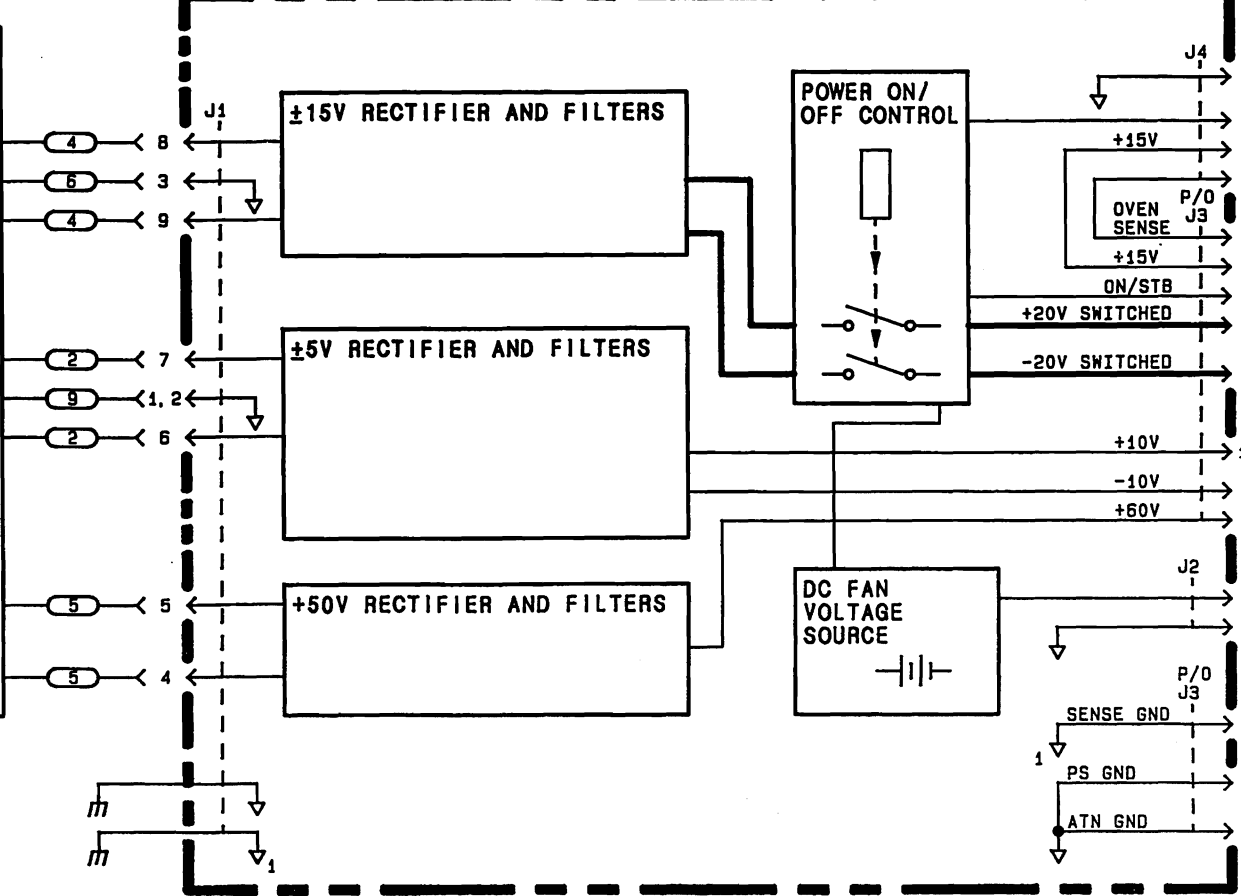 J4
J1
±15V RECTIFIER AND FILTERS
POWER ON/
OFF CONTROL
4
8
+15V
6
3
P/O
J3
OVEN
SENSE
4
9
+15V
ON/STB
+20V SWITCHED
±5V RECTIFIER AND FILTERS
2
7
-20V SWITCHED
9
1, 2
2
6
+10V
-10V
+60V
J2
+50V RECTIFIER AND FILTERS
DC FAN
VOLTAGE
SOURCE
5
5
5
4
P/O
J3
SENSE GND
1
PS GND
ATN GND
1